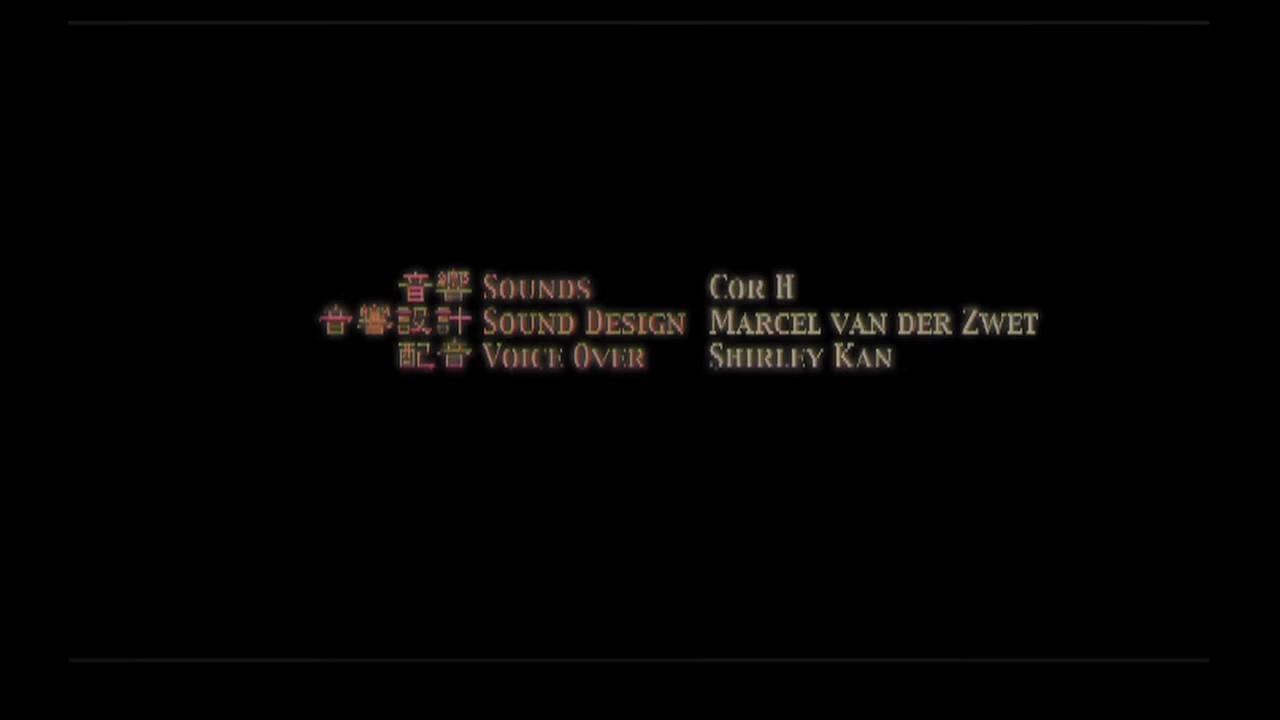 音響 Sounds Cor H
音響設計 Sound Design Marcel van der Zwet
配音 Voice Over Shirley Kan